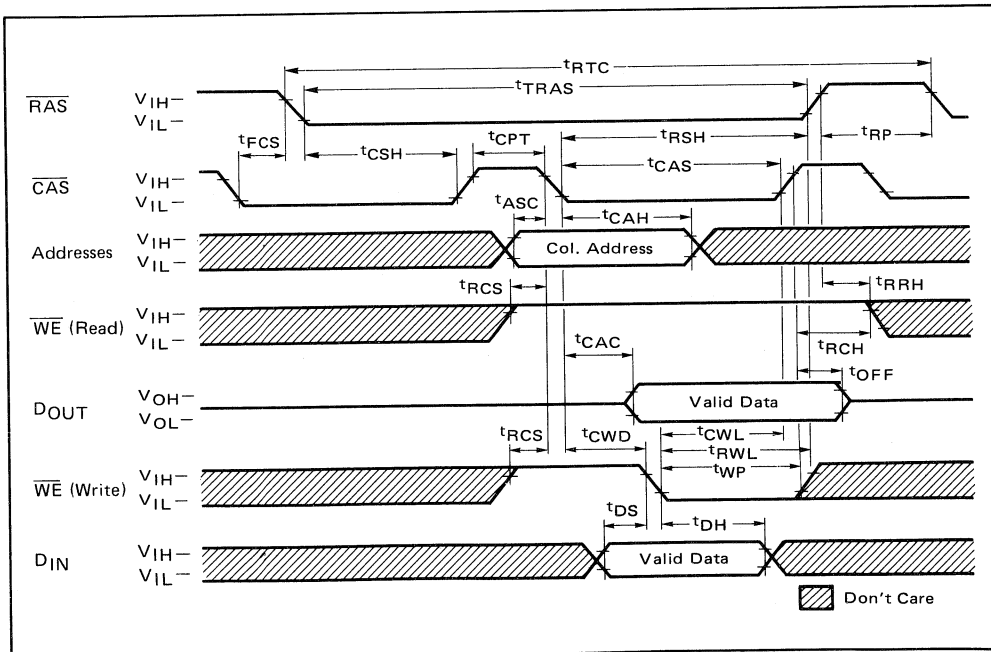 tRTC
tTRAS
RAS
VIH
VIL
tFCS
tCSH
tCPT
tRSH
tRP
tCAS
CAS
VIH
VIL
tASC
tCAH
Addresses
VIH
VIL
Col. Address
tRCS
tRRH
WE (Read)
VIH
VIL
tCAC
tRCH
tOFF
DOUT
VOH
VOL
Valid Data
tRCS
tCWD
tCWL
tRWL
tWP
WE (Write)
VIH
VIL
tDS
tDH
DIN
VIH
VIL
Valid Data
Don't Care